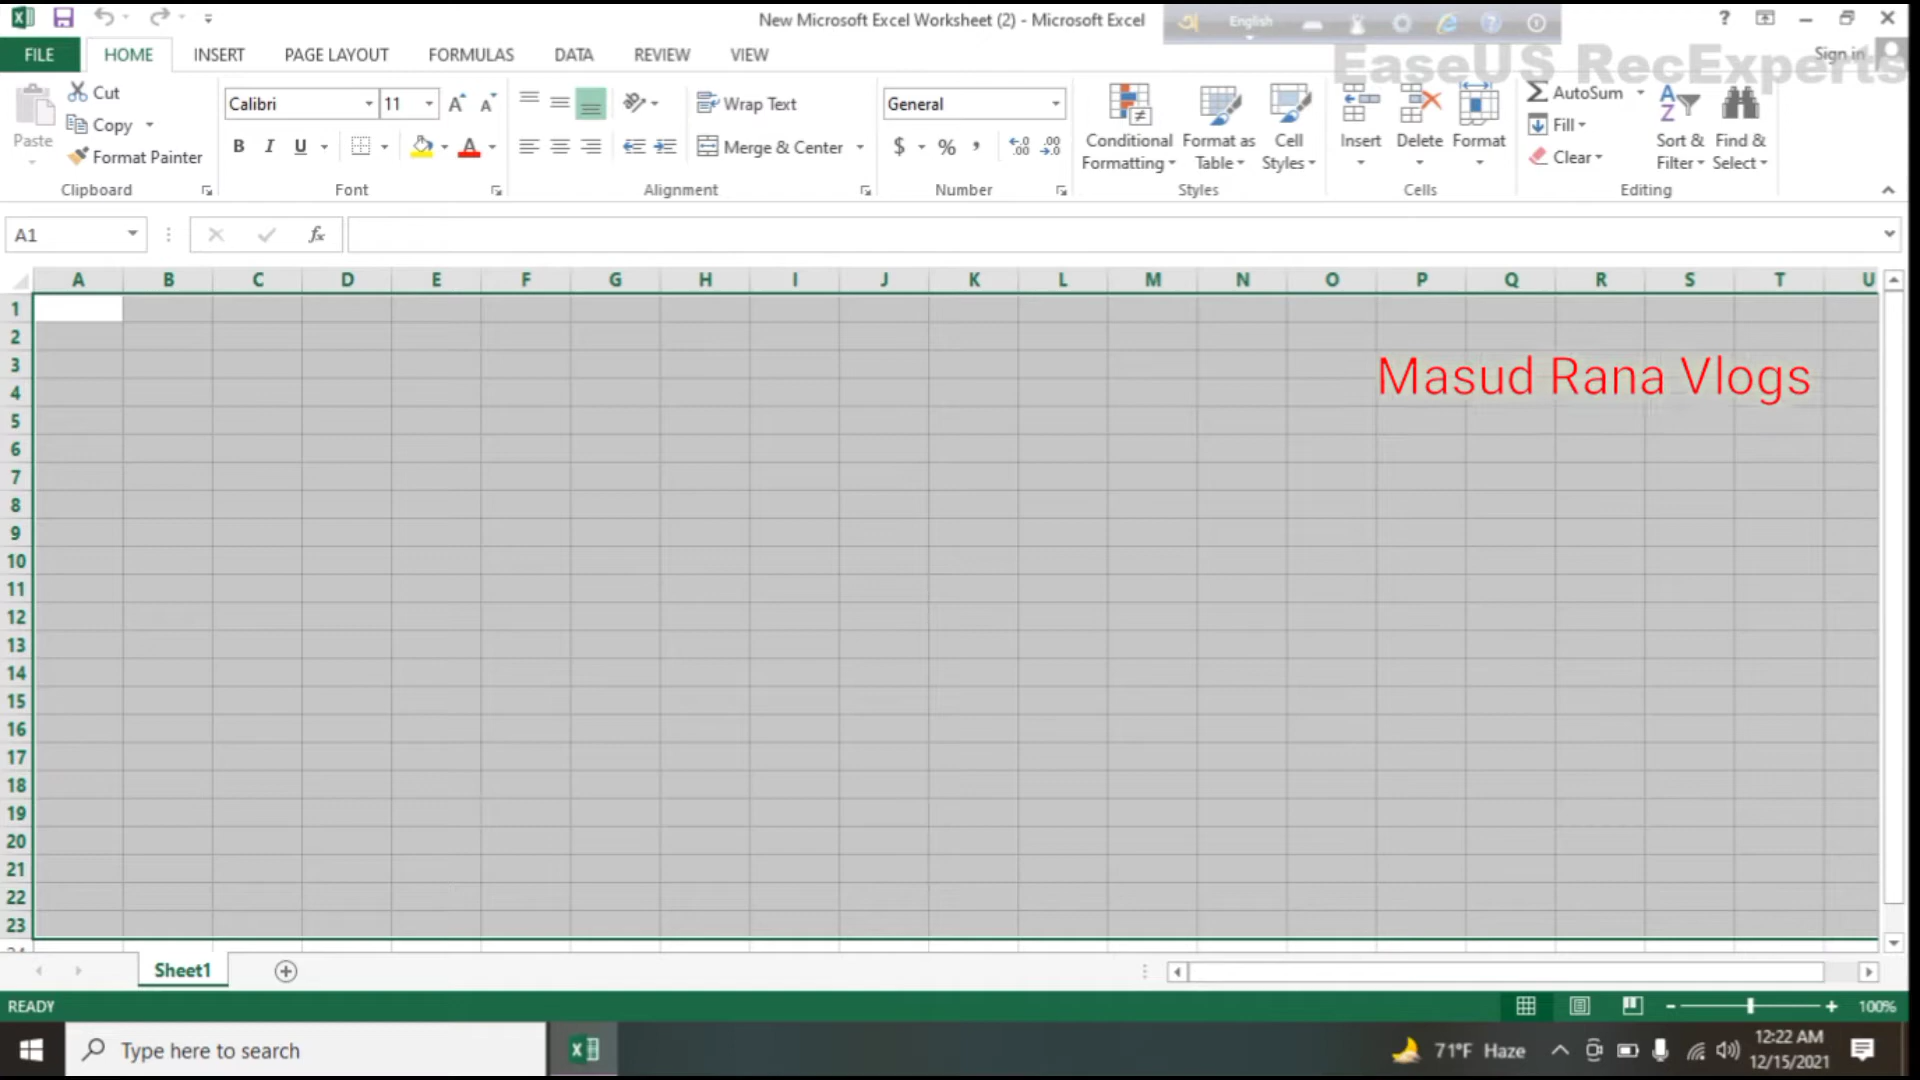 New Microsoft Excel Worksheet (2) - Microsoft Excel
English
?
FILE HOME INSERT PAGE LAYOUT FORMULAS DATA REVIEW VIEW
Sign in
EaseUS RecExperts
Paste
Cut
Copy
Format Painter
Clipboard
Calibri 11
B I U
Font
Wrap Text
Merge & Center
Alignment
General
$ % ,
Number
Conditional Formatting
Format as Table
Cell Styles
Styles
Insert Delete Format
Cells
AutoSum
Fill
Clear
Sort & Filter
Find & Select
Editing
A1
fx
A B C D E F G H I J K L M N O P Q R S T U
1
2
3
Masud Rana Vlogs
4
5
6
7
8
9
10
11
12
13
14
15
16
17
18
19
20
21
22
23
Sheet1
READY
100%
Type here to search
71°F Haze
12:22 AM
12/15/2021